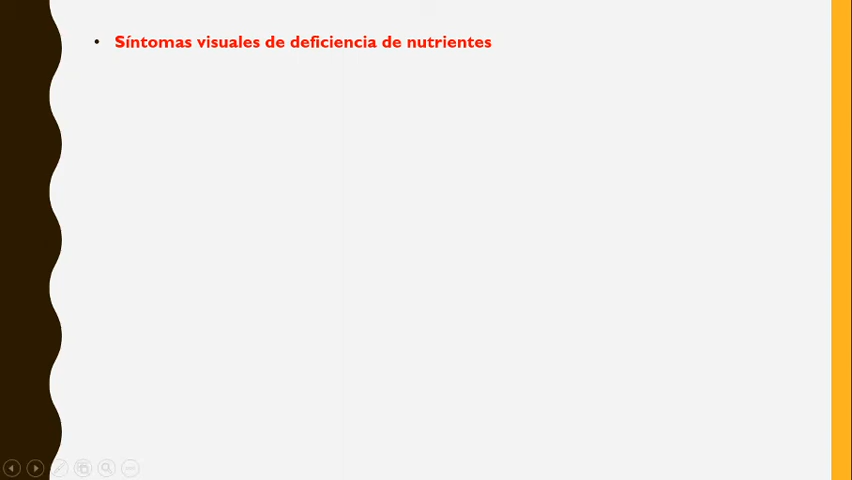 • Síntomas visuales de deficiencia de nutrientes